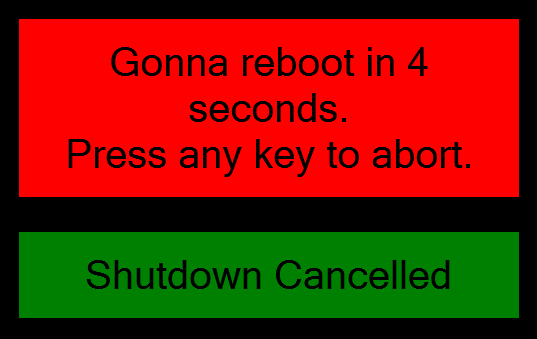 Gonna reboot in 4
seconds.
Press any key to abort.
Shutdown Cancelled